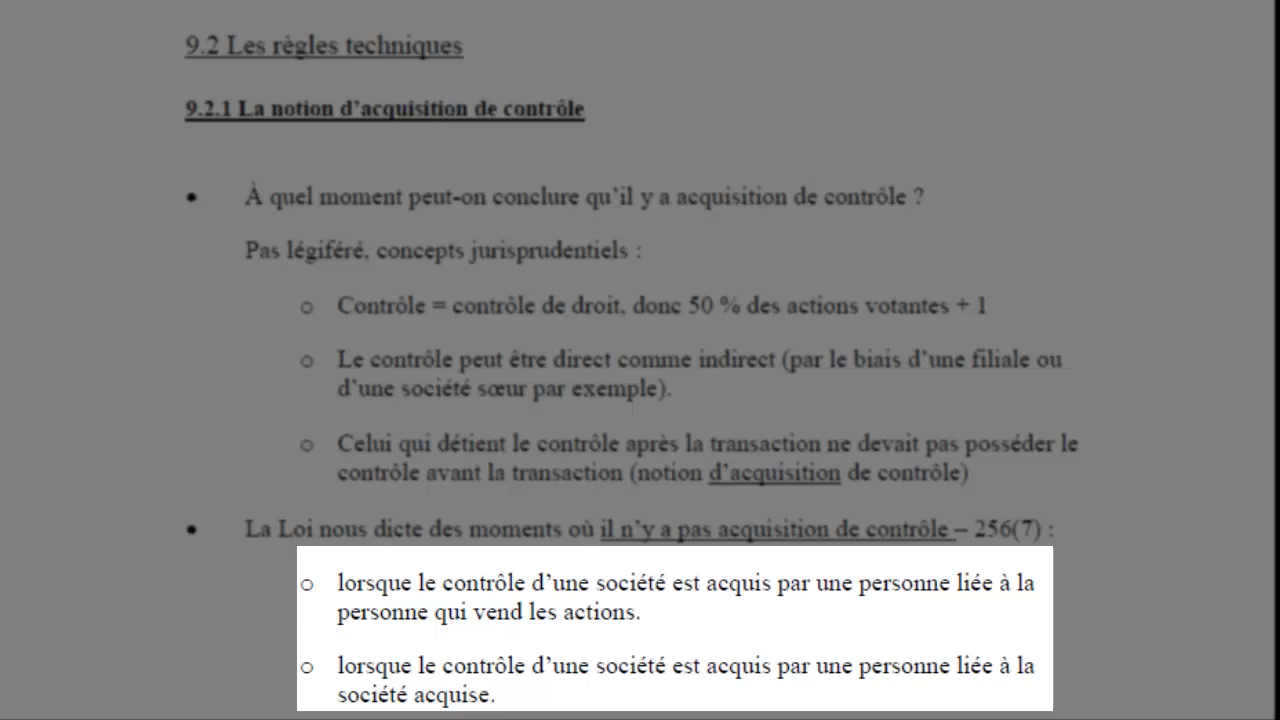 9.2 Les règles techniques
9.2.1 La notion d’acquisition de contrôle
• À quel moment peut-on conclure qu’il y a acquisition de contrôle ?
Pas légiféré, concepts jurisprudentiels :
o Contrôle = contrôle de droit, donc 50 % des actions votantes + 1
o Le contrôle peut être direct comme indirect (par le biais d’une filiale ou
d’une société sœur par exemple).
o Celui qui détient le contrôle après la transaction ne devait pas posséder le
contrôle avant la transaction (notion d’acquisition de contrôle)
• La Loi nous dicte des moments où il n’y a pas acquisition de contrôle – 256(7) :
o lorsque le contrôle d’une société est acquis par une personne liée à la
personne qui vend les actions.
o lorsque le contrôle d’une société est acquis par une personne liée à la
société acquise.